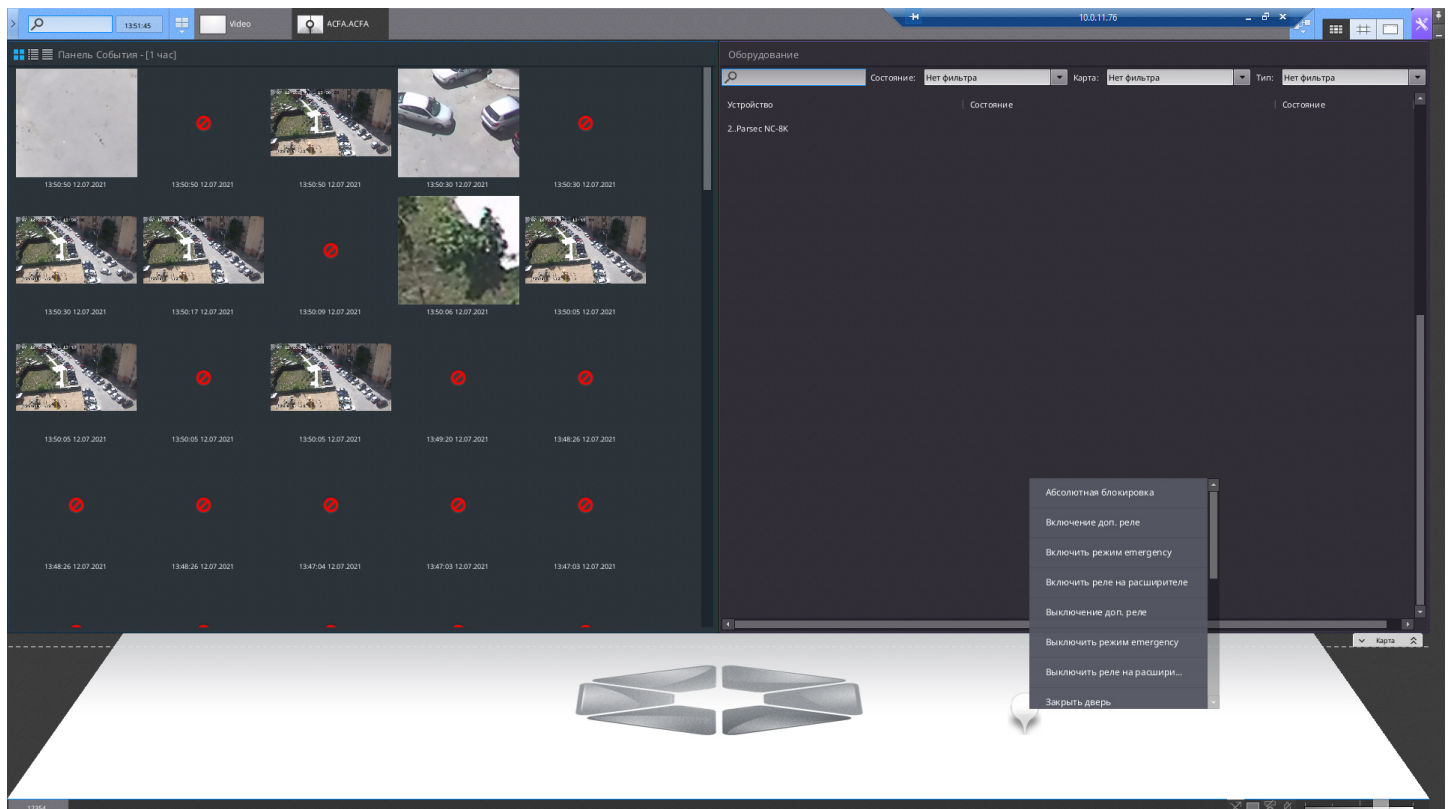 13:51:45
Video
ACFA.ACFA
10.0.11.76
Панель События - [1 час]
Оборудование
Состояние: Нет фильтра
Карта: Нет фильтра
Тип: Нет фильтра
Устройство
Состояние
Состояние
2..Parsec NC-8K
13:50:50 12.07.2021
13:50:50 12.07.2021
13:50:50 12.07.2021
13:50:30 12.07.2021
13:50:30 12.07.2021
13:50:30 12.07.2021
13:50:17 12.07.2021
13:50:09 12.07.2021
13:50:06 12.07.2021
13:50:05 12.07.2021
13:50:05 12.07.2021
13:50:05 12.07.2021
13:50:05 12.07.2021
13:49:20 12.07.2021
13:48:26 12.07.2021
13:48:26 12.07.2021
13:48:26 12.07.2021
13:47:04 12.07.2021
13:47:03 12.07.2021
13:47:03 12.07.2021
Абсолютная блокировка
Включение доп. реле
Включить режим emergency
Включить реле на расширителе
Выключение доп. реле
Выключить режим emergency
Выключить реле на расшири...
Закрыть дверь
Карта